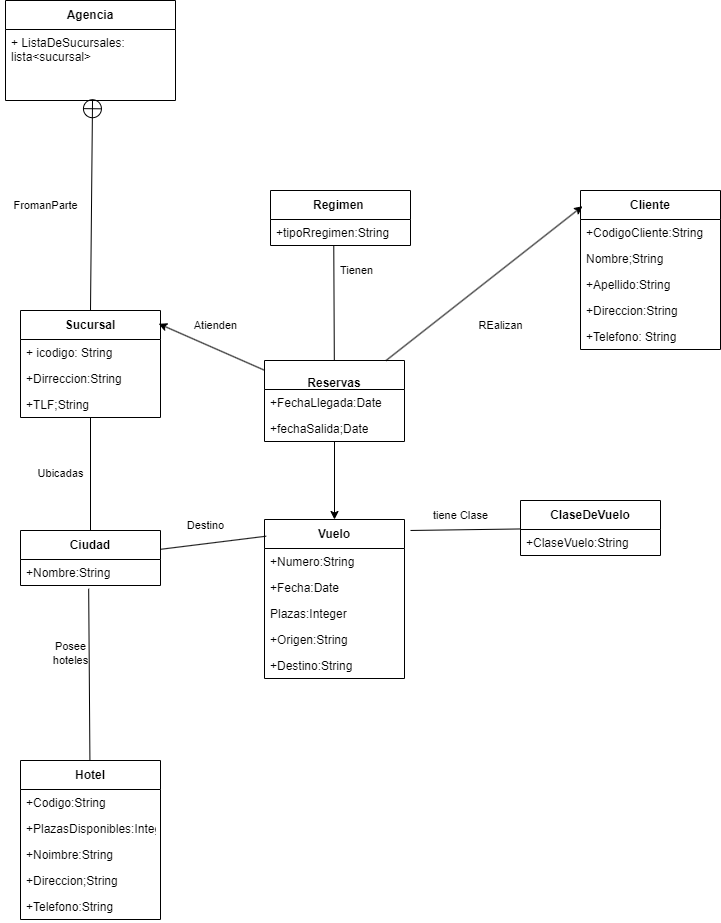 Agencia
+ ListaDeSucursales:
lista<sucursal>
FromanParte
Regimen
+tipoRregimen:String
Tienen
Cliente
+CodigoCliente:String
Nombre;String
+Apellido:String
+Direccion:String
+Telefono: String
REalizan
Sucursal
+ icodigo: String
+Dirreccion:String
+TLF;String
Atienden
Reservas
+FechaLlegada:Date
+fechaSalida;Date
Ubicadas
Ciudad
+Nombre:String
Destino
Vuelo
+Numero:String
+Fecha:Date
Plazas:Integer
+Origen:String
+Destino:String
tiene Clase
ClaseDeVuelo
+ClaseVuelo:String
Posee
hoteles
Hotel
+Codigo:String
+PlazasDisponibles:Inte
+Noimbre:String
+Direccion;String
+Telefono:String